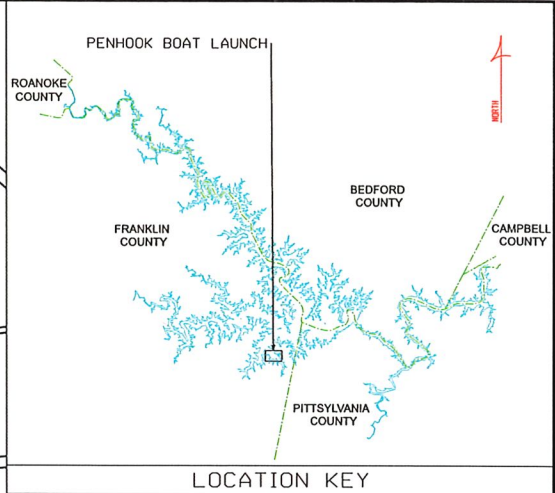 PENHOOK BOAT LAUNCH
ROANOKE
COUNTY
NORTH
BEDFORD
COUNTY
FRANKLIN
COUNTY
CAMPBELL
COUNTY
PITTSYLVANIA
COUNTY
LOCATION KEY